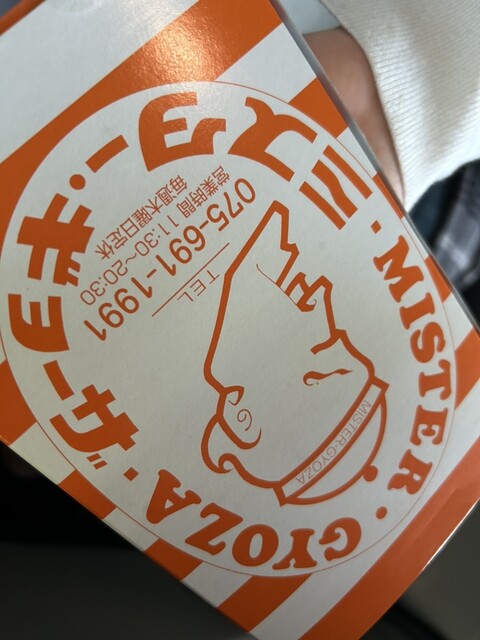 ミスター・ギョーザ・
MISTER・GYOZA
MISTER・GYOZA
TEL
075-691-1991
営業時間 11:30~20:30
毎週木曜日定休